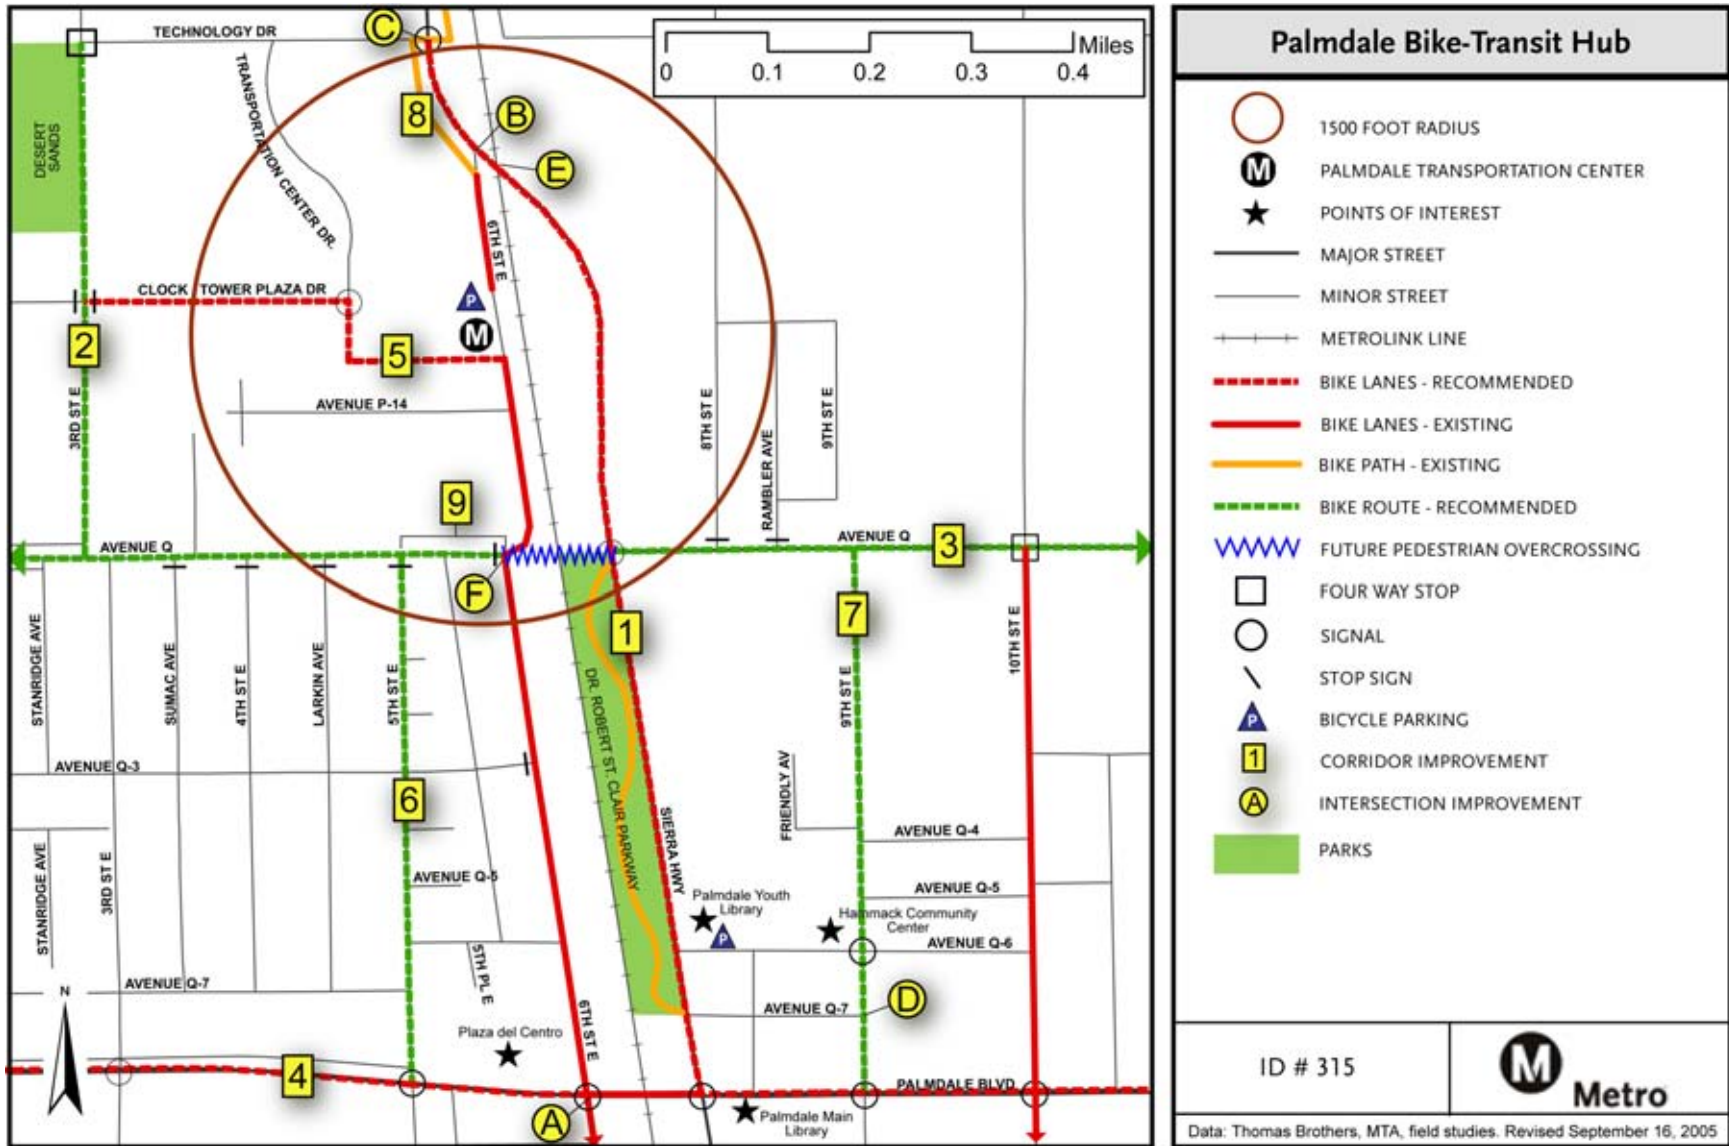 TECHNOLOGY DR
C
Miles
0
0.1
0.2
0.3
0.4
TRANSPORTATION CENTER DR.
8
B
E
DESERT
SANDS
6TH ST E
CLOCK TOWER PLAZA DR
P
M
2
5
3RD ST E
AVENUE P-14
8TH ST E
RAMBLER AVE
9TH ST E
9
AVENUE Q
AVENUE Q
3
F
1
7
STANRIDGE AVE
SUMAC AVE
4TH ST E
LARKIN AVE
5TH ST E
DR. ROBERT ST. CLAIR PARKWAY
9TH ST E
10TH ST E
AVENUE Q-3
6
SIERRA HWY
FRIENDLY AV
AVENUE Q-4
STANRIDGE AVE
3RD ST E
AVENUE Q-5
AVENUE Q-5
Palmdale Youth
Library
P
Hammack Community
Center
AVENUE Q-6
5TH PL E
AVENUE Q-7
N
6TH ST E
AVENUE Q-7
D
Plaza del Centro
4
PALMDALE BLVD
A
Palmdale Main
Library
Palmdale Bike-Transit Hub
1500 FOOT RADIUS
M PALMDALE TRANSPORTATION CENTER
POINTS OF INTEREST
MAJOR STREET
MINOR STREET
METROLINK LINE
BIKE LANES - RECOMMENDED
BIKE LANES - EXISTING
BIKE PATH - EXISTING
BIKE ROUTE - RECOMMENDED
FUTURE PEDESTRIAN OVERCROSSING
FOUR WAY STOP
SIGNAL
STOP SIGN
P BICYCLE PARKING
1 CORRIDOR IMPROVEMENT
A INTERSECTION IMPROVEMENT
PARKS
ID # 315
M Metro
Data: Thomas Brothers, MTA, field studies. Revised September 16, 2005